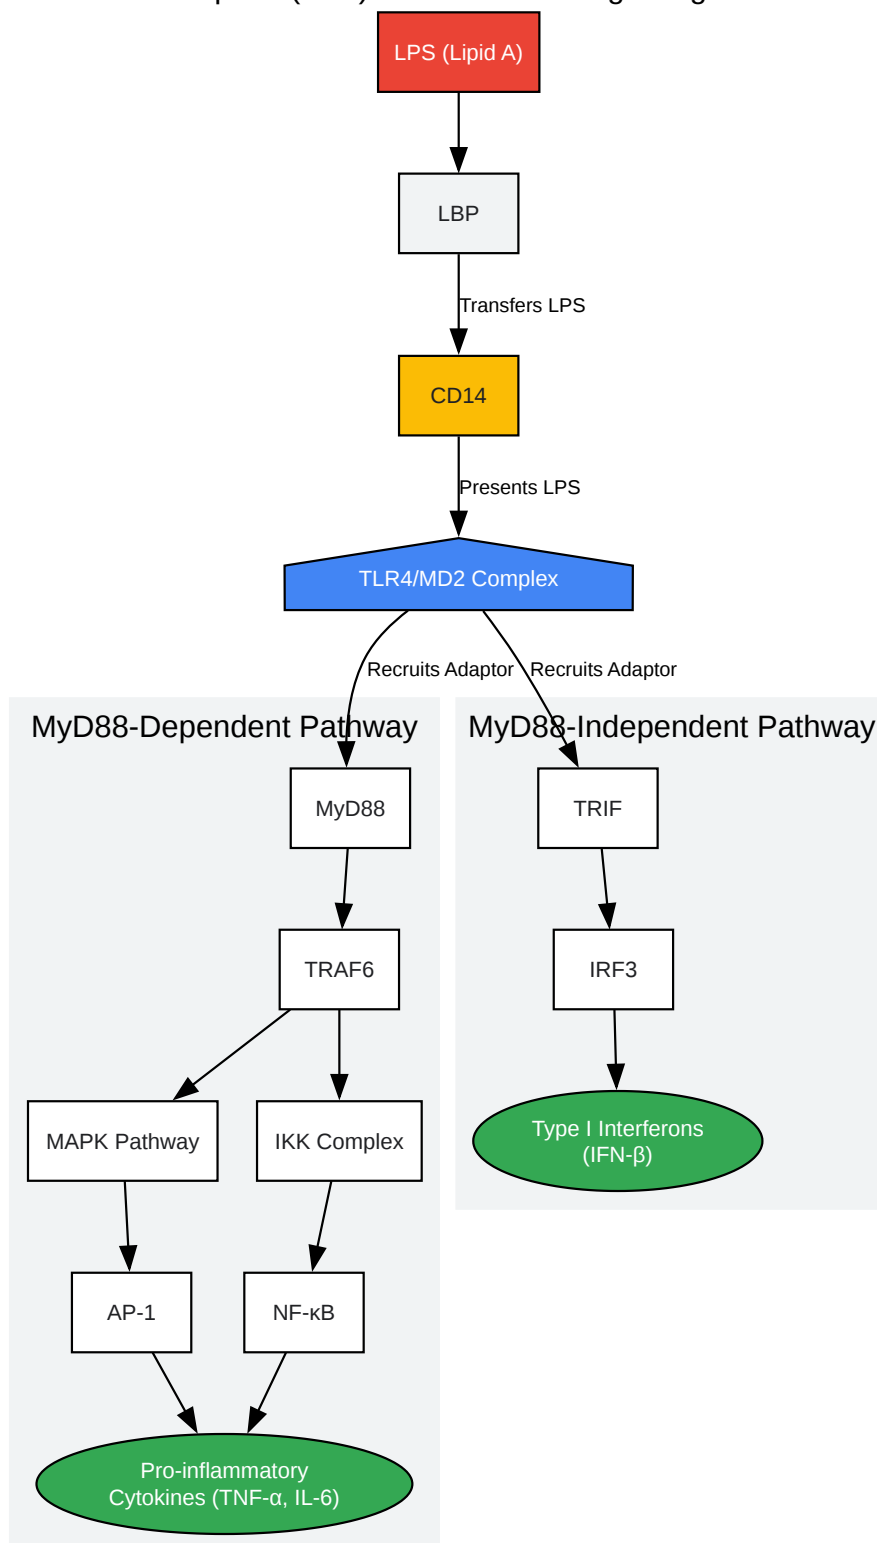 LPS (Lipid A)
LBP
Transfers LPS
CD14
Presents LPS
TLR4/MD2 Complex
Recruits Adaptor
Recruits Adaptor
MyD88-Dependent Pathway
MyD88-Independent Pathway
MyD88
TRIF
TRAF6
IRF3
MAPK Pathway
IKK Complex
Type I Interferons
(IFN-β)
AP-1
NF-κB
Pro-inflammatory
Cytokines (TNF-α, IL-6)